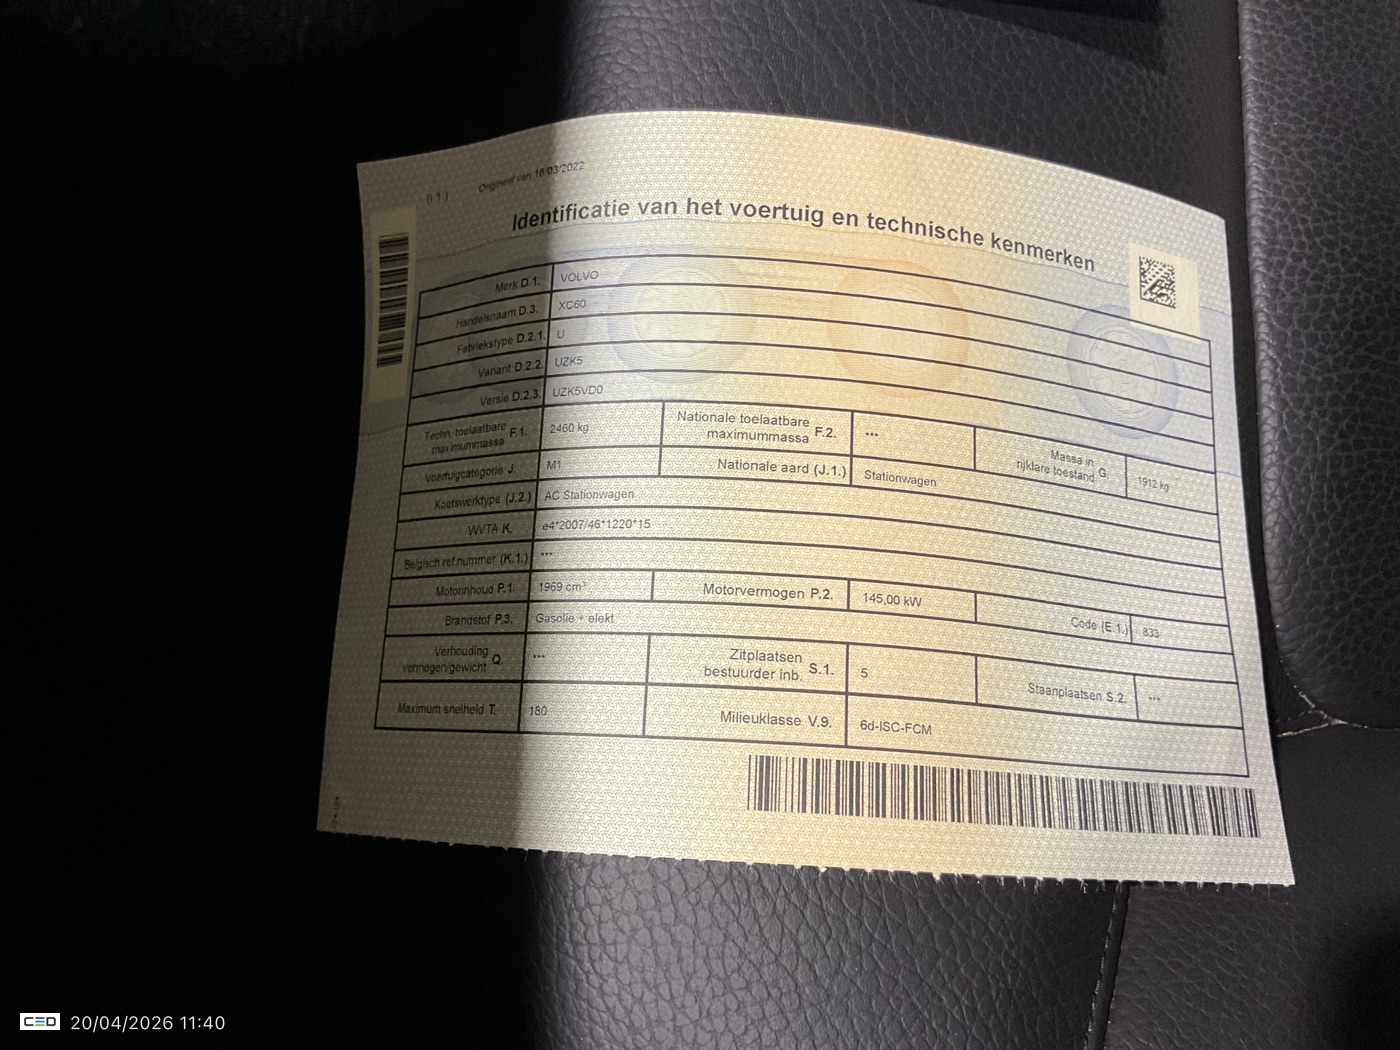 (I 1)
Origineel van 18/03/2022
Identificatie van het voertuig en technische kenmerken
Merk D.1. VOLVO
Handelsnaam D.3. XC60
Fabriekstype D.2.1. U
Variant D.2.2. UZK5
Versie D.2.3. UZK5VD0
Techn. toelaatbare maximummassa F.1. 2460 kg Nationale toelaatbare maximummassa F.2. *** Massa in rijklare toestand G. 1912 kg
Voertuigcategorie J. M1 Nationale aard (J.1.) Stationwagen
Koetswerktype (J.2.) AC Stationwagen
WVTA K. e4*2007/46*1220*15
Belgisch ref.nummer (K.1.) ***
Motorinhoud P.1. 1969 cm³ Motorvermogen P.2. 145,00 kW Code (E.1.) 833
Brandstof P.3. Gasolie + elekt
Verhouding vermogen/gewicht Q. *** Zitplaatsen bestuurder inb. S.1. 5 Staanplaatsen S.2. ***
Maximum snelheid T. 180 Milieuklasse V.9. 6d-ISC-FCM
CED 20/04/2026 11:40